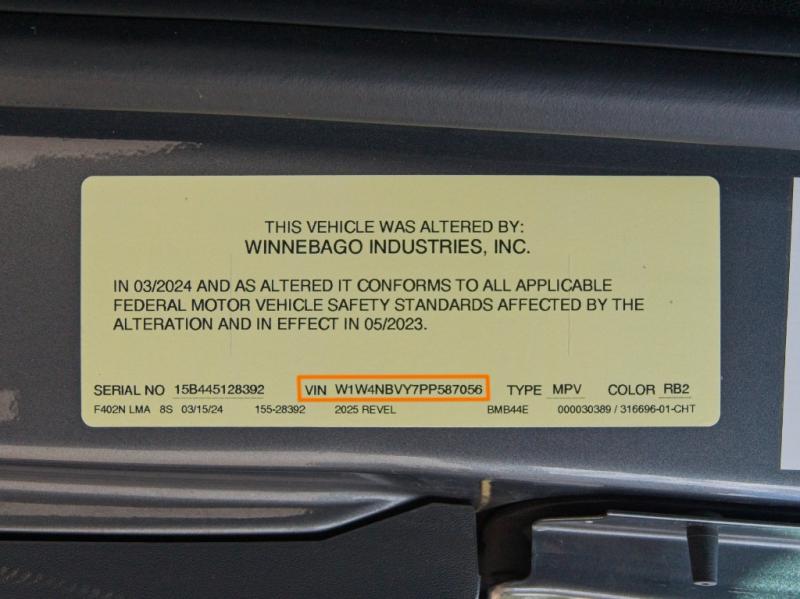 THIS VEHICLE WAS ALTERED BY:
WINNEBAGO INDUSTRIES, INC.
IN 03/2024 AND AS ALTERED IT CONFORMS TO ALL APPLICABLE
FEDERAL MOTOR VEHICLE SAFETY STANDARDS AFFECTED BY THE
ALTERATION AND IN EFFECT IN 05/2023.
SERIAL NO 15B445128392 VIN W1W4NBVY7PP587056 TYPE MPV COLOR RB2
F402N LMA 8S 03/15/24 155-28392 2025 REVEL BMB44E 000030389 / 316696-01-CHT